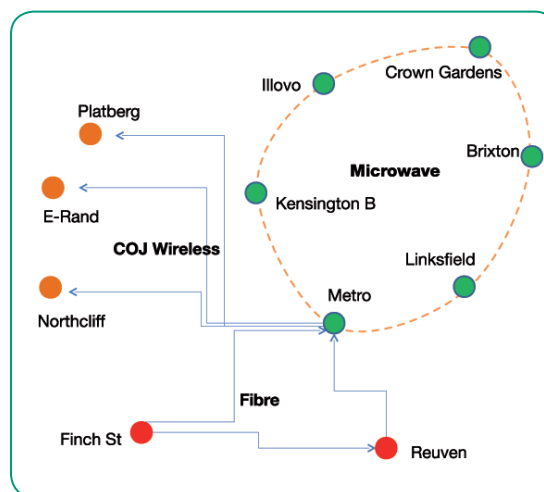 Crown Gardens
Illovo
Platberg
Brixton
Microwave
E-Rand
Kensington B
COJ Wireless
Linksfield
Metro
Northcliff
Fibre
Finch St
Reuven